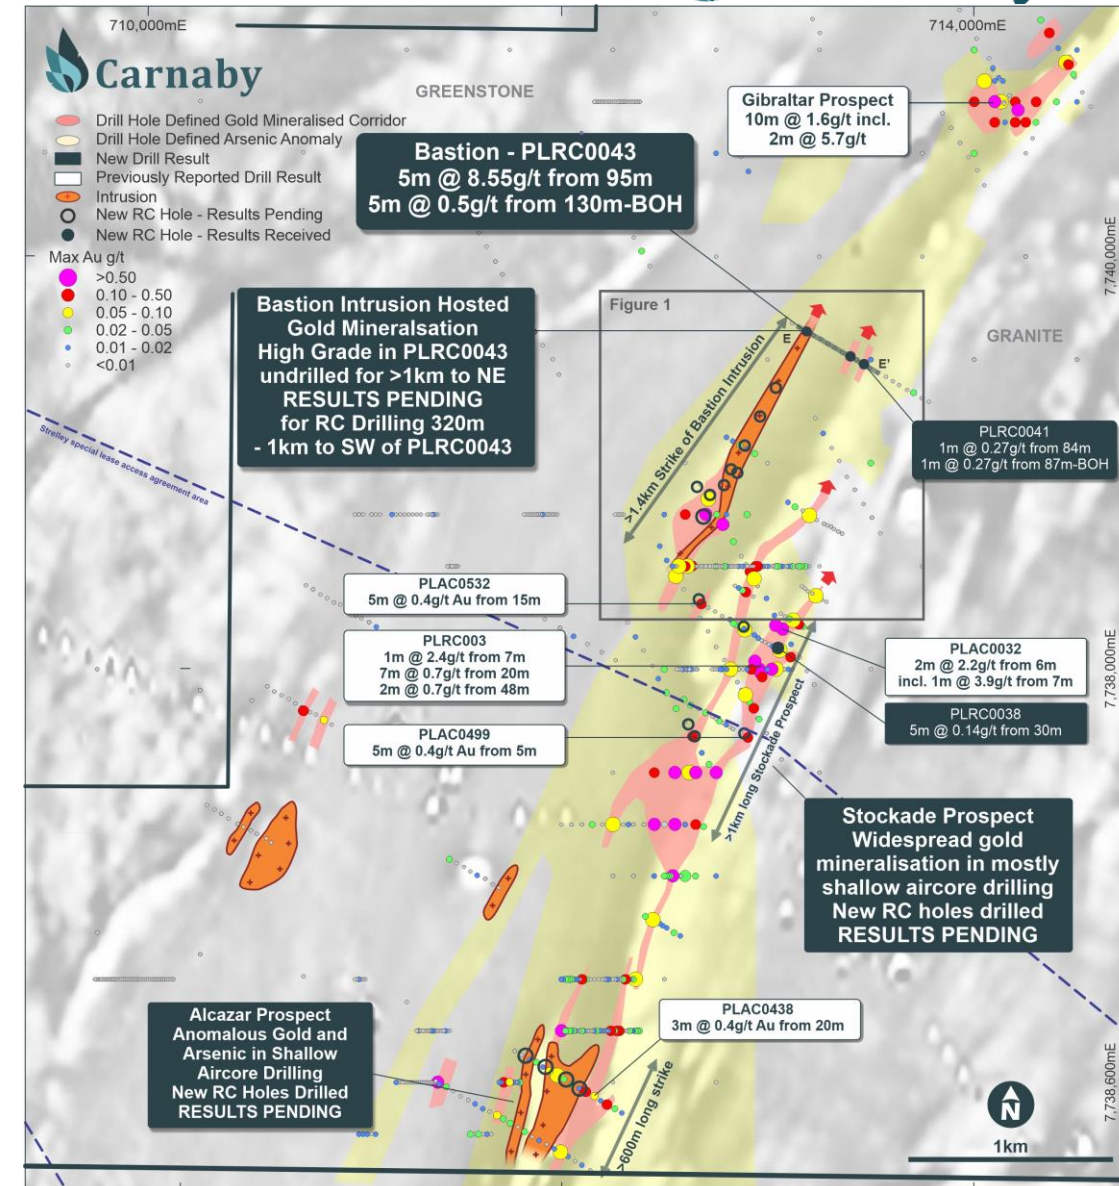 710,000mE
714,000mE
Carnaby
GREENSTONE
Drill Hole Defined Gold Mineralised Corridor
Drill Hole Defined Arsenic Anomaly
New Drill Result
Previously Reported Drill Result
Intrusion
New RC Hole - Results Pending
New RC Hole - Results Received
Max Au g/t
>0.50
0.10 - 0.50
0.05 - 0.10
0.02 - 0.05
0.01 - 0.02
<0.01
Gibraltar Prospect
10m @ 1.6g/t incl.
2m @ 5.7g/t
Bastion - PLRC0043
5m @ 8.55g/t from 95m
5m @ 0.5g/t from 130m-BOH
7,740,000mE
Bastion Intrusion Hosted
Gold Mineralsation
High Grade in PLRC0043
undrilled for >1km to NE
RESULTS PENDING
for RC Drilling 320m
- 1km to SW of PLRC0043
Figure 1
GRANITE
E
E'
>1.4km Strike of Bastion Intrusion
PLRC0041
1m @ 0.27g/t from 84m
1m @ 0.27g/t from 87m-BOH
Strelley special lease access agreement area
PLAC0532
5m @ 0.4g/t Au from 15m
PLRC003
1m @ 2.4g/t from 7m
7m @ 0.7g/t from 20m
2m @ 0.7g/t from 48m
PLAC0499
5m @ 0.4g/t Au from 5m
PLAC0032
2m @ 2.2g/t from 6m
incl. 1m @ 3.9g/t from 7m
PLRC0038
5m @ 0.14g/t from 30m
7,738,000mE
>1km long Stockade Prospect
Stockade Prospect
Widespread gold
mineralisation in mostly
shallow aircore drilling
New RC holes drilled
RESULTS PENDING
Alcazar Prospect
Anomalous Gold and
Arsenic in Shallow
Aircore Drilling
New RC Holes Drilled
RESULTS PENDING
PLAC0438
3m @ 0.4g/t Au from 20m
>600m long strike
7,738,600mE
N
1km